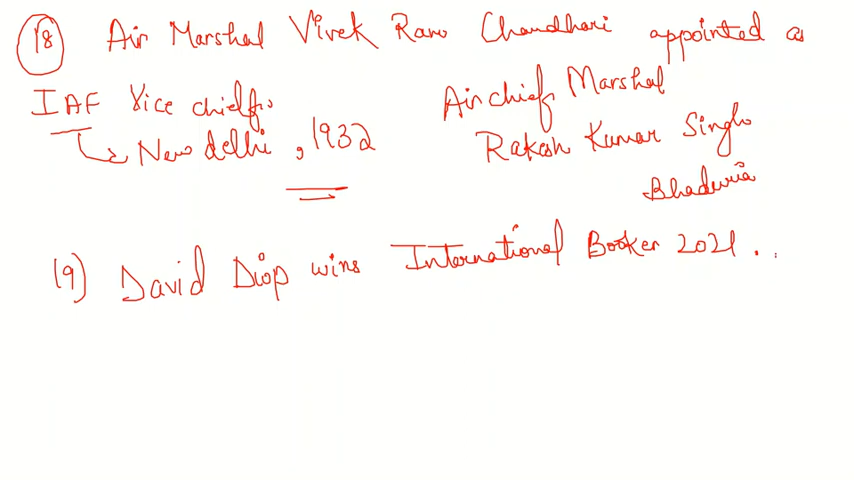 18 Air Marshal Vivek Ram Chaudhari appointed as
IAF Vice chief.
Air chief Marshal
New delhi, 1932
Rakesh Kumar Singh
Bhaduria
19) David Diop wins International Booker 2021 ..